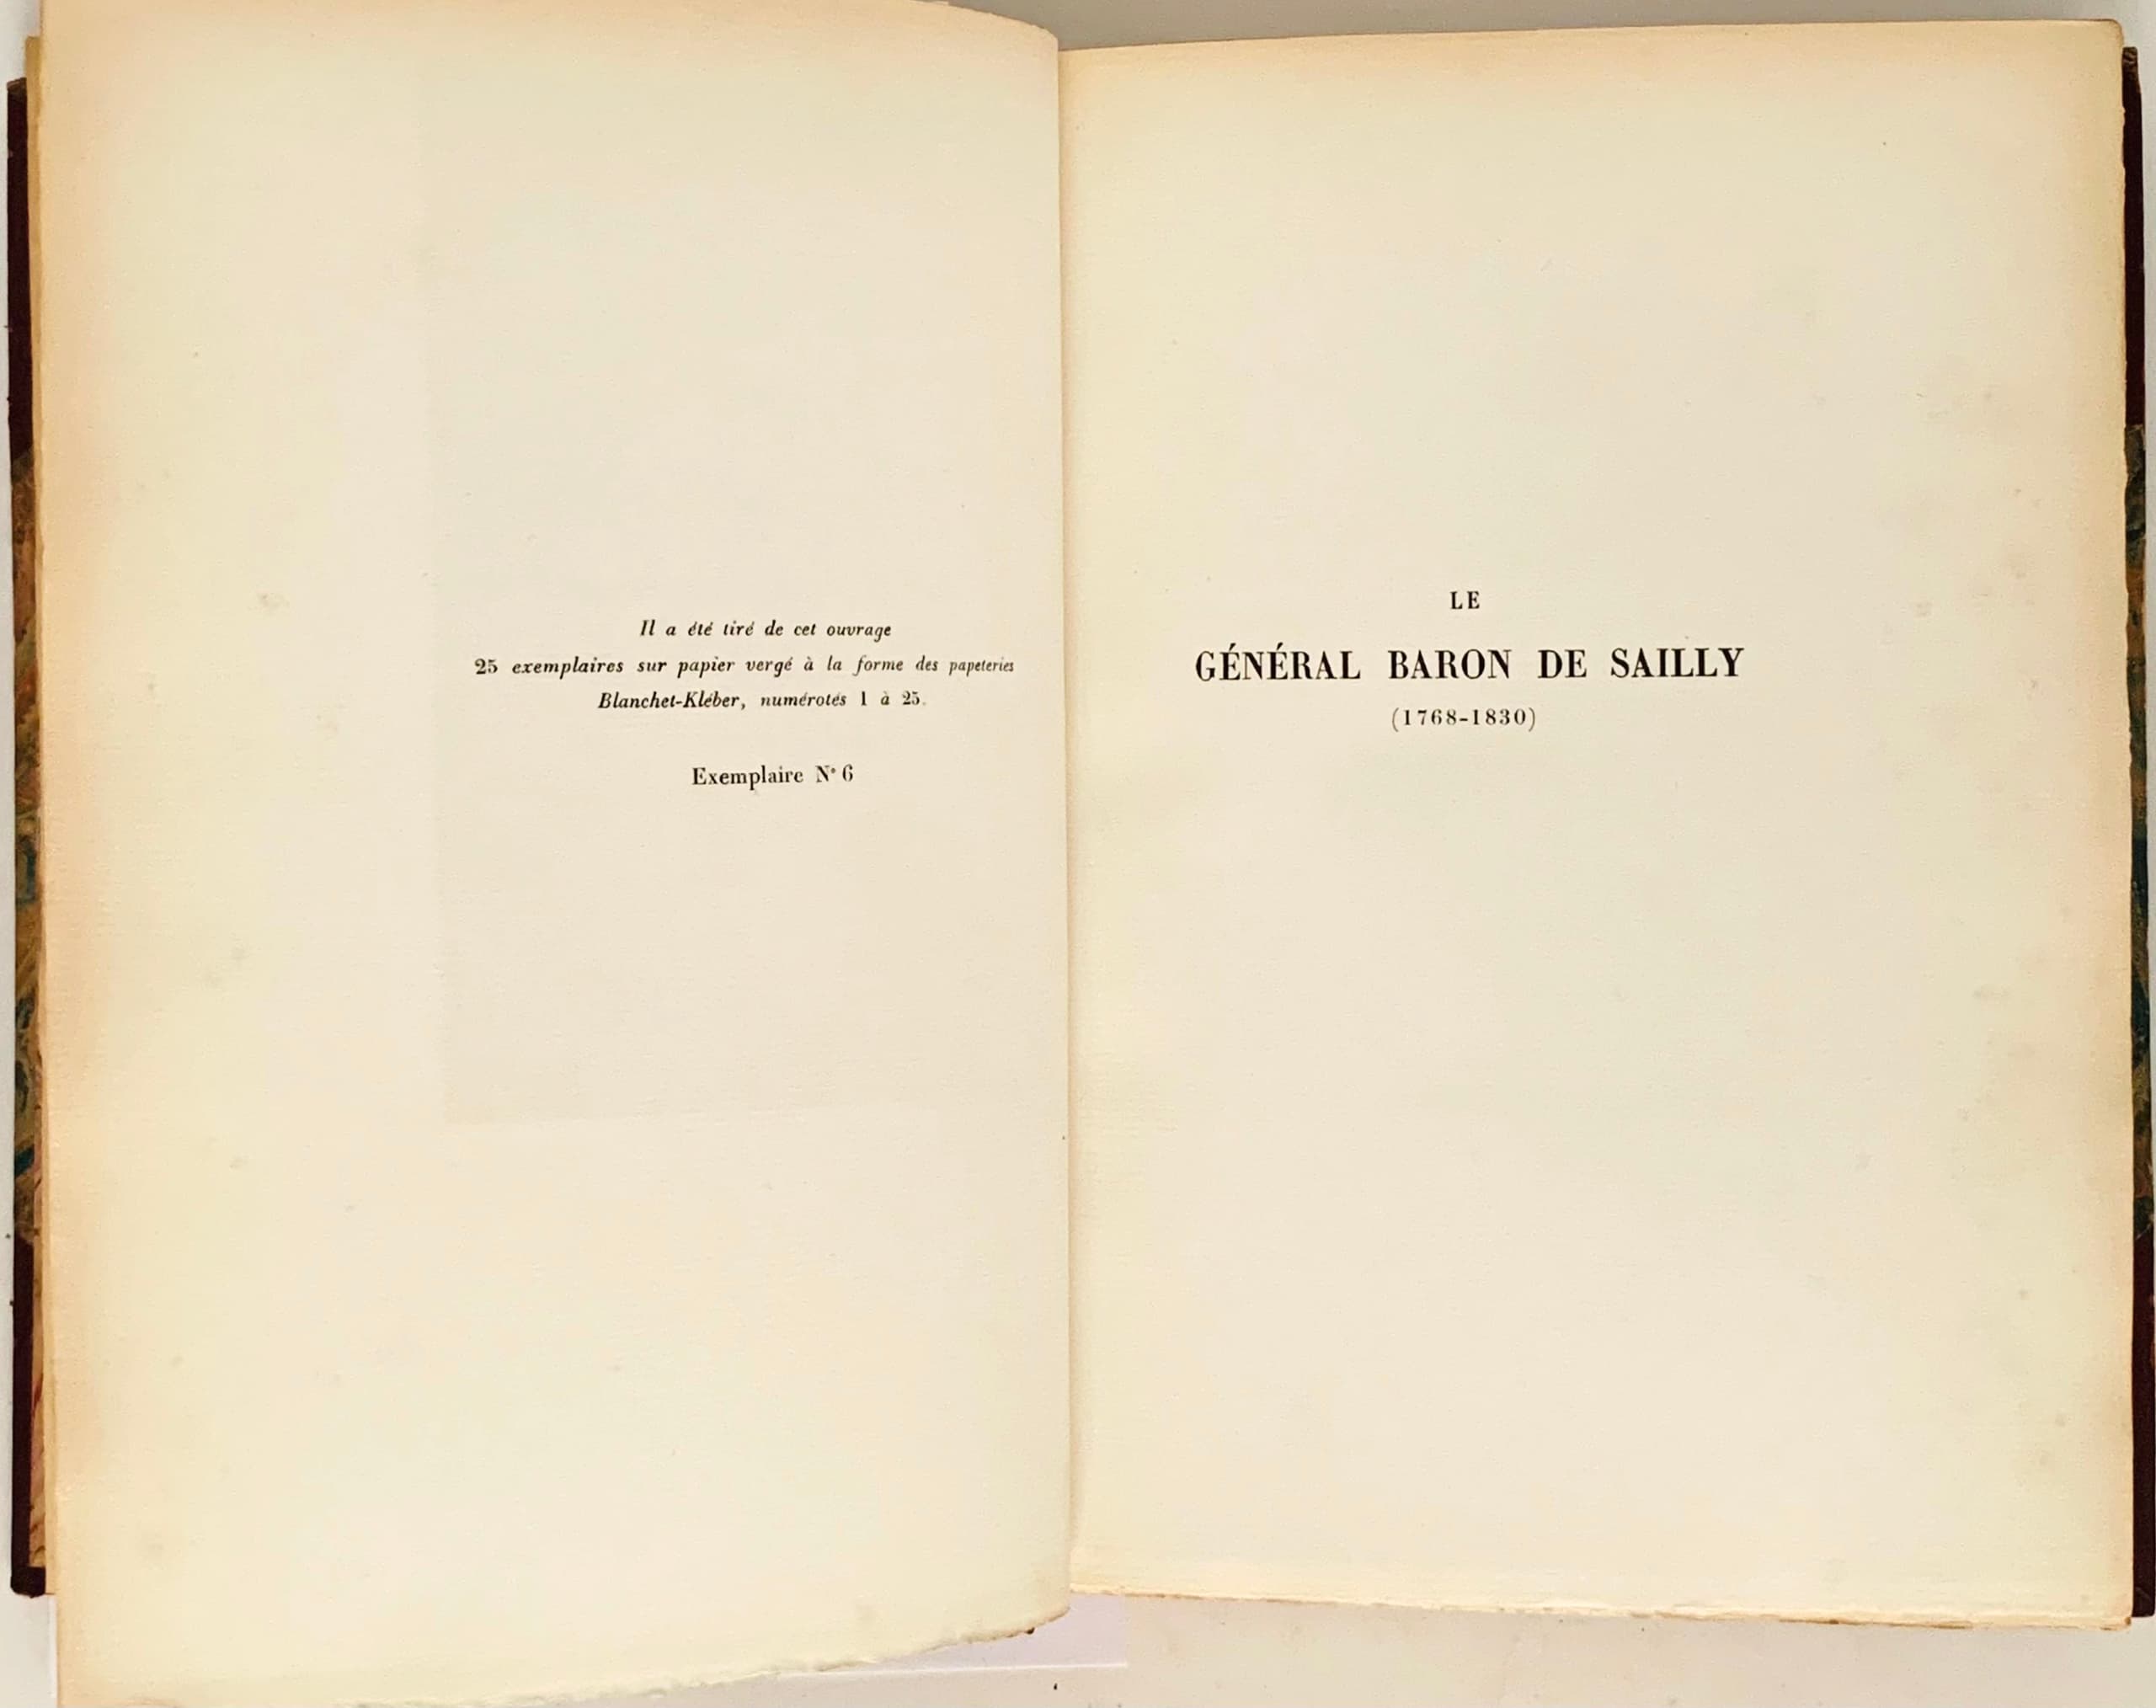 Il a été tiré de cet ouvrage
25 exemplaires sur papier vergé à la forme des papeteries
Blanchet-Kléber, numérotés 1 à 25.
Exemplaire N° 6
LE
GÉNÉRAL BARON DE SAILLY
(1768-1830)